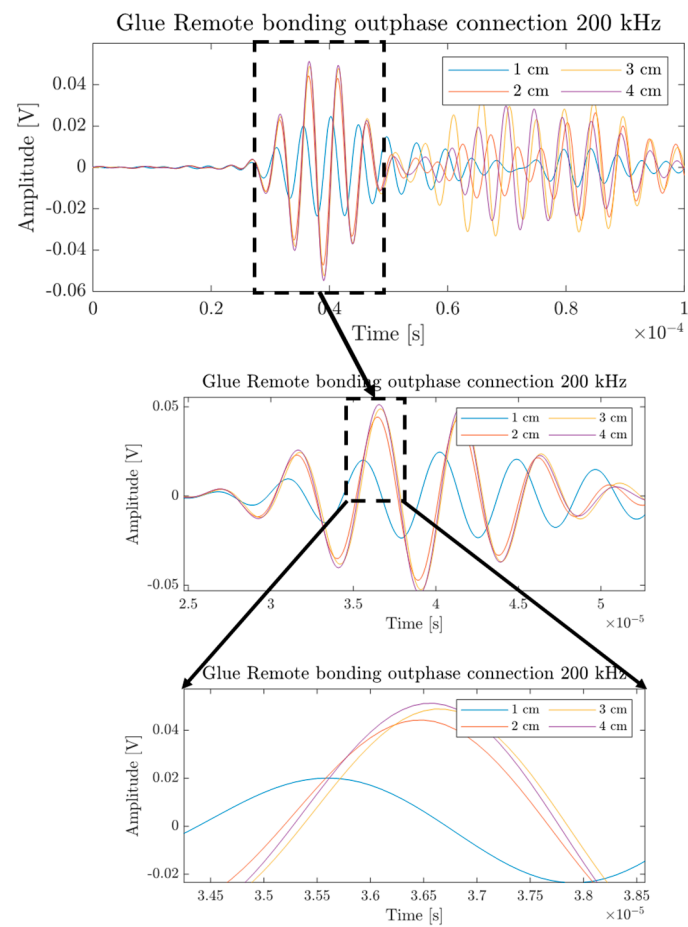 Glue Remote bonding outphase connection 200 kHz
1 cm 3 cm
2 cm 4 cm
Amplitude [V]
0.04
0.02
0
-0.02
-0.04
-0.06
0 0.2 0.4 0.6 0.8 1
Time [s]
×10⁻⁴
Glue Remote bonding outphase connection 200 kHz
1 cm 3 cm
2 cm 4 cm
Amplitude [V]
0.05
0
-0.05
2.5 3 3.5 4 4.5 5
Time [s]
×10⁻⁵
Glue Remote bonding outphase connection 200 kHz
1 cm 3 cm
2 cm 4 cm
Amplitude [V]
0.04
0.02
0
-0.02
3.45 3.5 3.55 3.6 3.65 3.7 3.75 3.8 3.85
Time [s]
×10⁻⁵